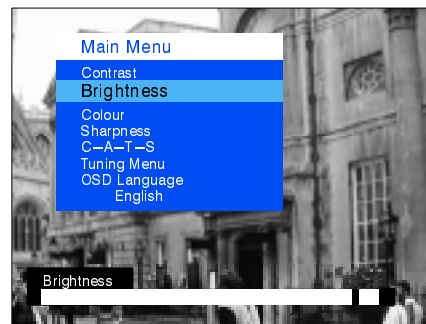 Main Menu
Contrast
Brightness
Colour
Sharpness
C–A–T–S
Tuning Menu
OSD Language
English
Brightness